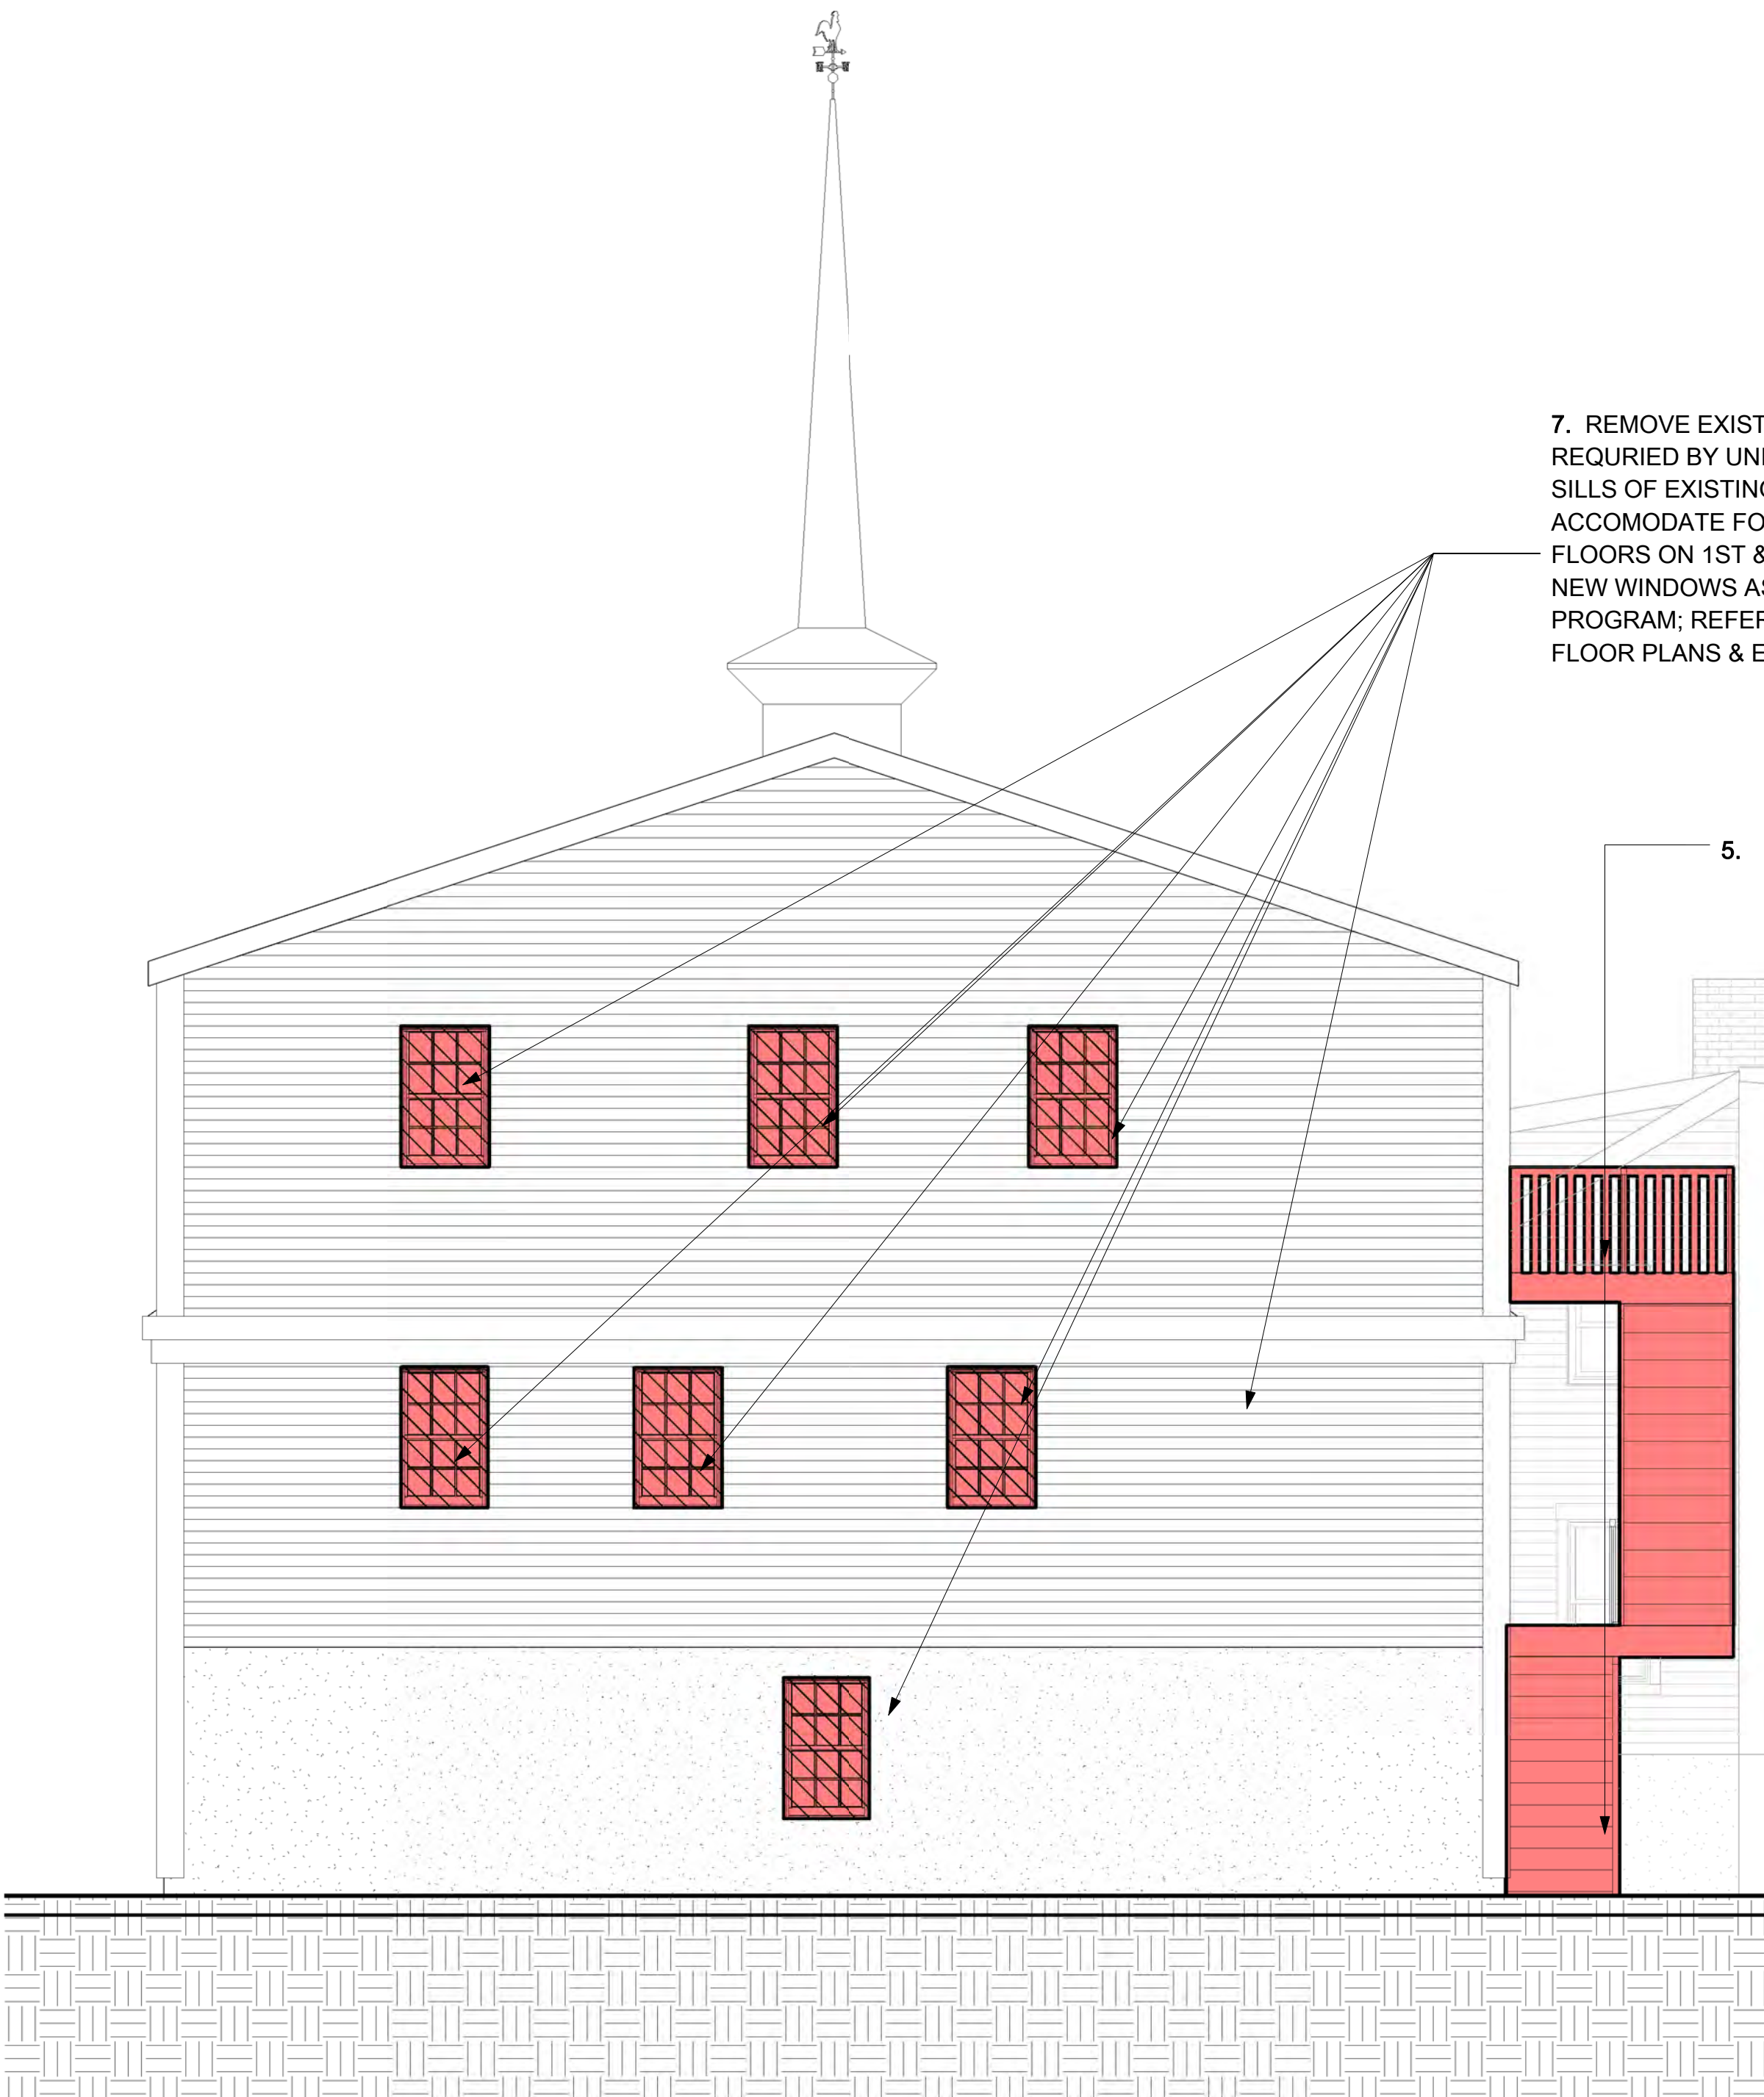 7. REMOVE EXIST
REQURIED BY UNI
SILLS OF EXISTING
ACCOMODATE FO
FLOORS ON 1ST &
NEW WINDOWS AS
PROGRAM; REFER
FLOOR PLANS & E
5.